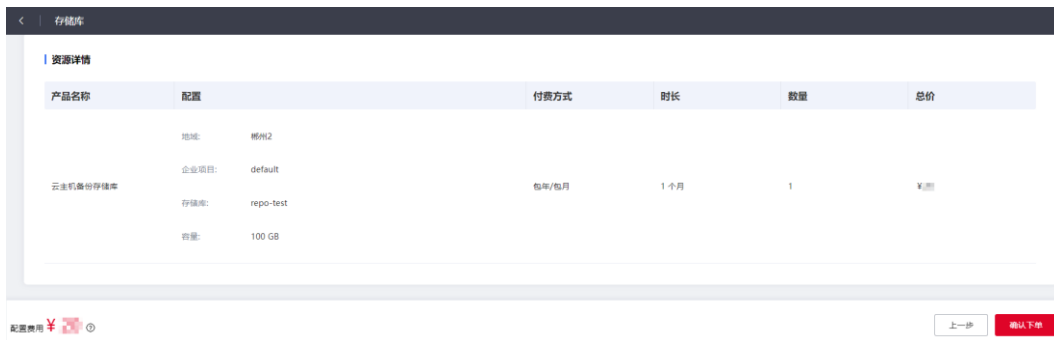 存储库
资源详情
产品名称 配置 付费方式 时长 数量 总价
地域: 郴州2
企业项目: default
云主机备份存储库 包年/包月 1 个月 1 ¥
存储库: repo-test
容量: 100 GB
配置费用 ¥ 上一步 确认下单